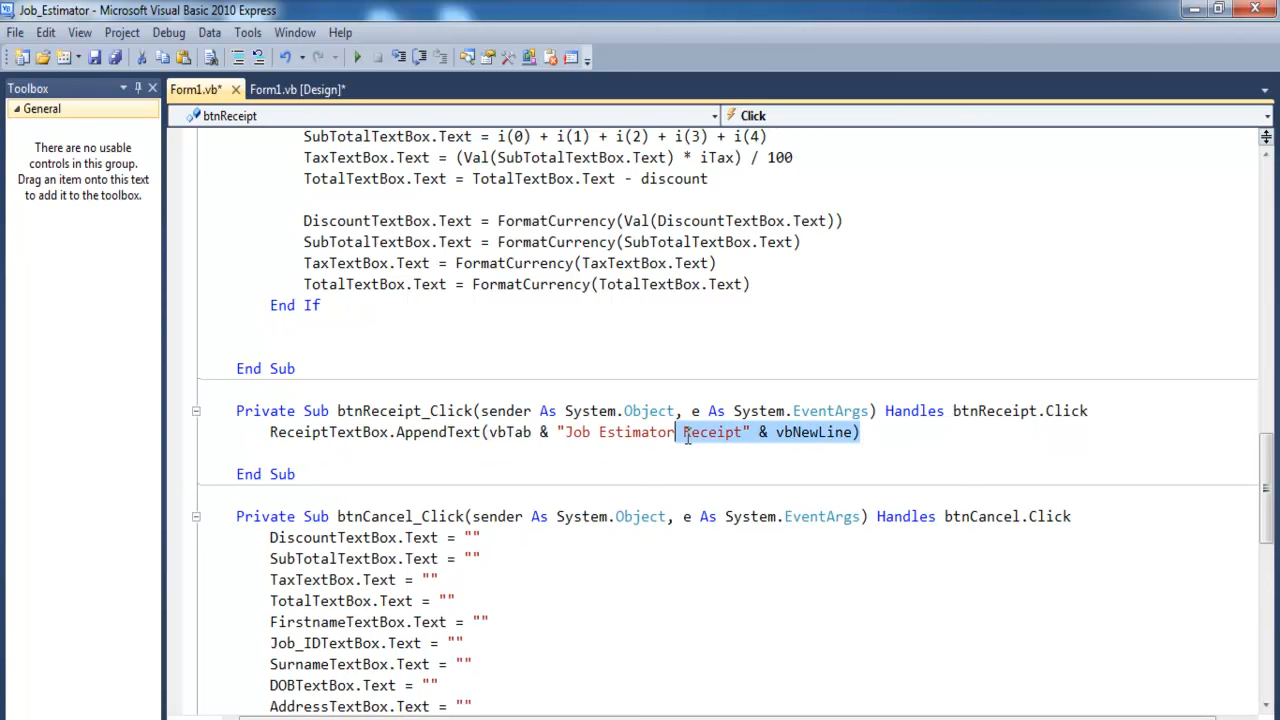 Job_Estimator - Microsoft Visual Basic 2010 Express
File Edit View Project Debug Data Tools Window Help
Toolbox
General
There are no usable
controls in this group.
Drag an item onto this text
to add it to the toolbox.
Form1.vb* Form1.vb [Design]*
btnReceipt Click
SubTotalTextBox.Text = i(0) + i(1) + i(2) + i(3) + i(4)
TaxTextBox.Text = (Val(SubTotalTextBox.Text) * iTax) / 100
TotalTextBox.Text = TotalTextBox.Text - discount
DiscountTextBox.Text = FormatCurrency(Val(DiscountTextBox.Text))
SubTotalTextBox.Text = FormatCurrency(SubTotalTextBox.Text)
TaxTextBox.Text = FormatCurrency(TaxTextBox.Text)
TotalTextBox.Text = FormatCurrency(TotalTextBox.Text)
End If
End Sub
Private Sub btnReceipt_Click(sender As System.Object, e As System.EventArgs) Handles btnReceipt.Click
ReceiptTextBox.AppendText(vbTab & "Job Estimator Receipt" & vbNewLine)
End Sub
Private Sub btnCancel_Click(sender As System.Object, e As System.EventArgs) Handles btnCancel.Click
DiscountTextBox.Text = ""
SubTotalTextBox.Text = ""
TaxTextBox.Text = ""
TotalTextBox.Text = ""
FirstnameTextBox.Text = ""
Job_IDTextBox.Text = ""
SurnameTextBox.Text = ""
DOBTextBox.Text = ""
AddressTextBox.Text = ""